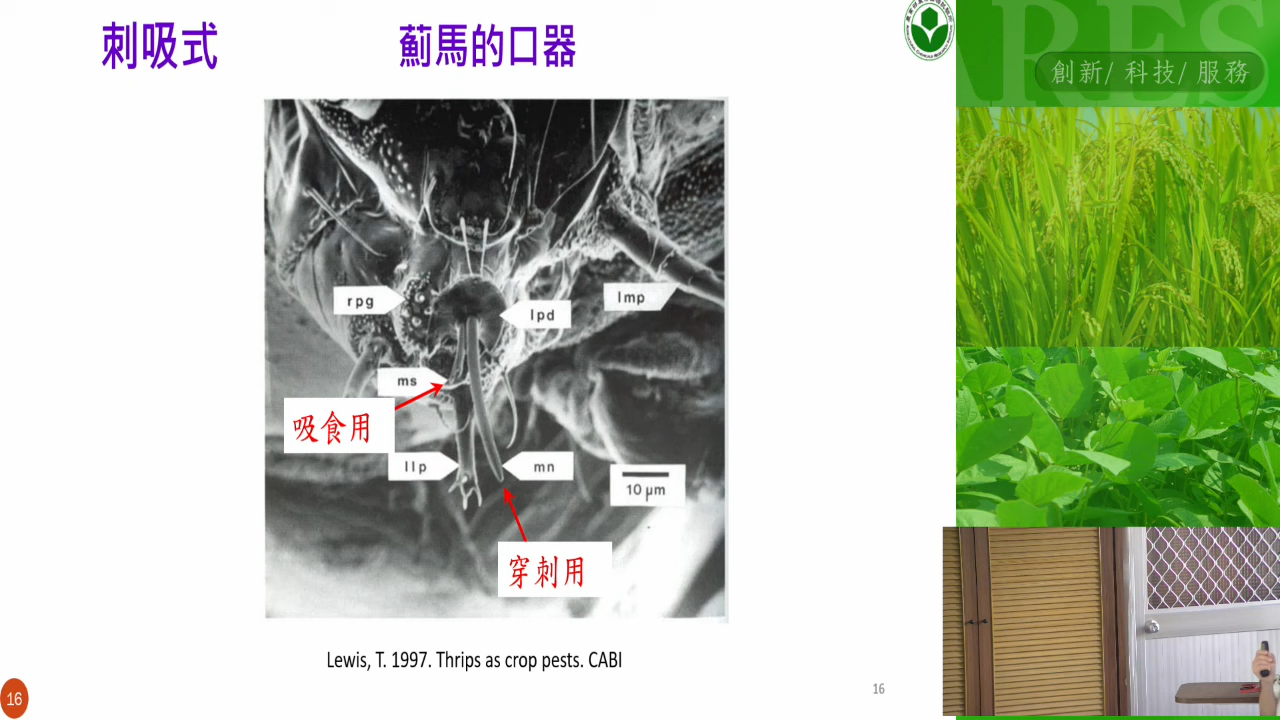 刺吸式
薊馬的口器
創新/ 科技/ 服務
rpg
lpd
lmp
ms
吸食用
llp
mn
10 µm
穿刺用
Lewis, T. 1997. Thrips as crop pests. CABI
16
16